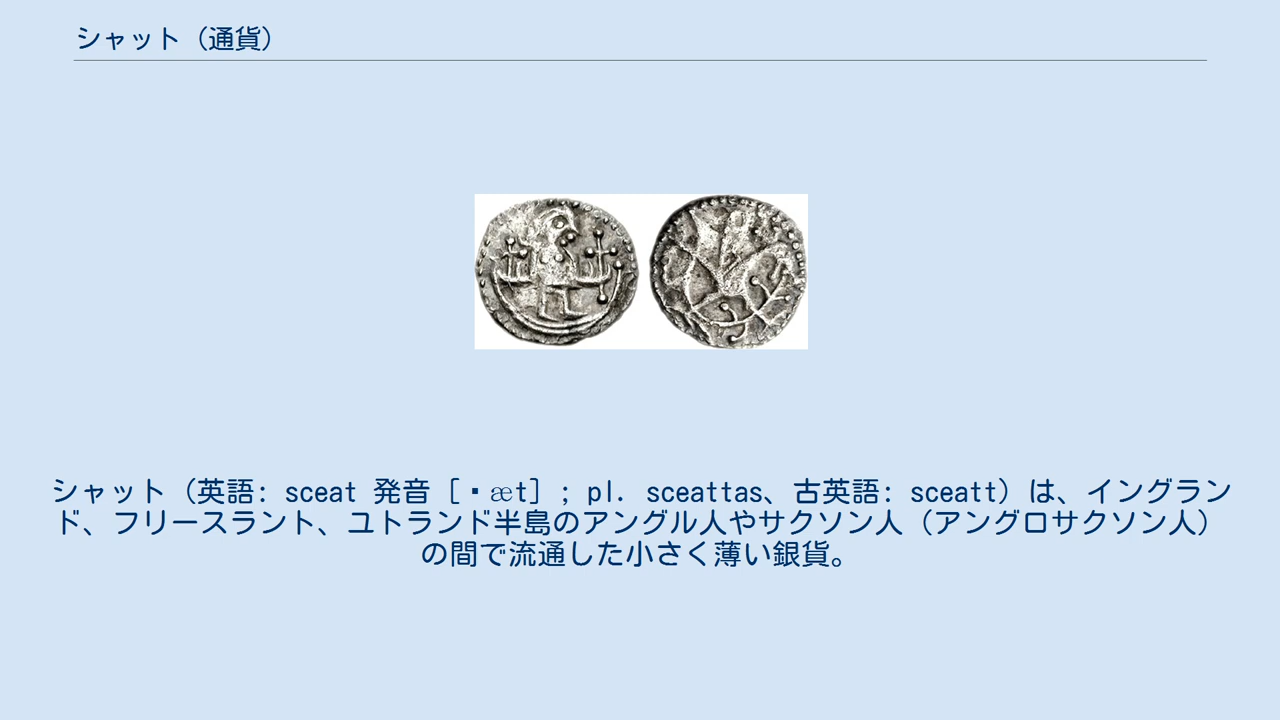 シャット（通貨）
シャット（英語: sceat 発音［▪æt］; pl. sceattas、古英語: sceatt）は、イングラン
ド、フリースラント、ユトランド半島のアングル人やサクソン人（アングロサクソン人）
の間で流通した小さく薄い銀貨。